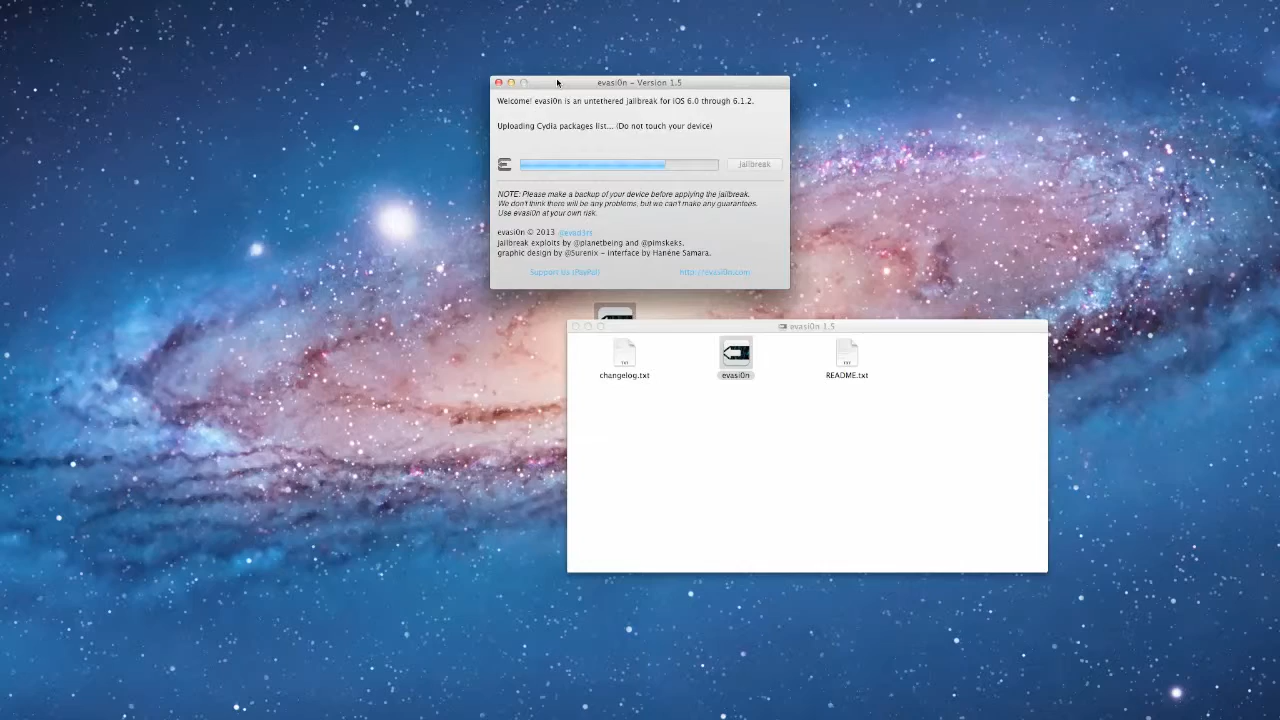 evasi0n - Version 1.5
Welcome! evasi0n is an untethered jailbreak for iOS 6.0 through 6.1.2.
Uploading Cydia packages list... (Do not touch your device)
Jailbreak
NOTE: Please make a backup of your device before applying the jailbreak.
We don't think there will be any problems, but we can't make any guarantees.
Use evasi0n at your own risk.
evasi0n © 2013 @evad3rs
Jailbreak exploits by @planetbeing and @pimskeks.
graphic design by @Surenix - Interface by Hanéne Samara.
Support Us (PayPal) http://evasi0n.com
evasi0n 1.5
TXT TXT
changelog.txt evasi0n README.txt